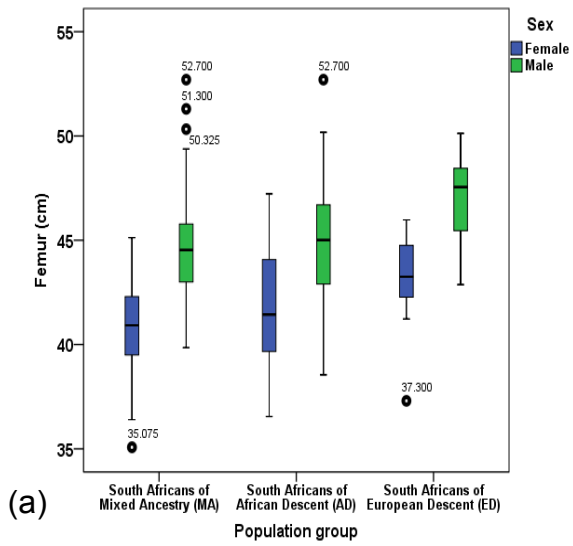 Sex
Female
Male
55
50
45
40
35
Femur (cm)
52.700
51.300
50.325
52.700
35.075
37.300
South Africans of
Mixed Ancestry (MA)
South Africans of
African Descent (AD)
South Africans of
European Descent (ED)
Population group
(a)